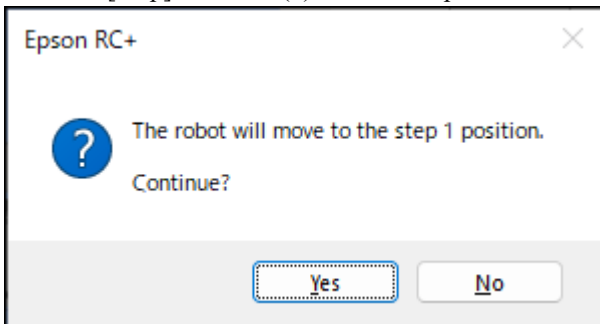 Epson RC+
The robot will move to the step 1 position.
Continue?
Yes
No